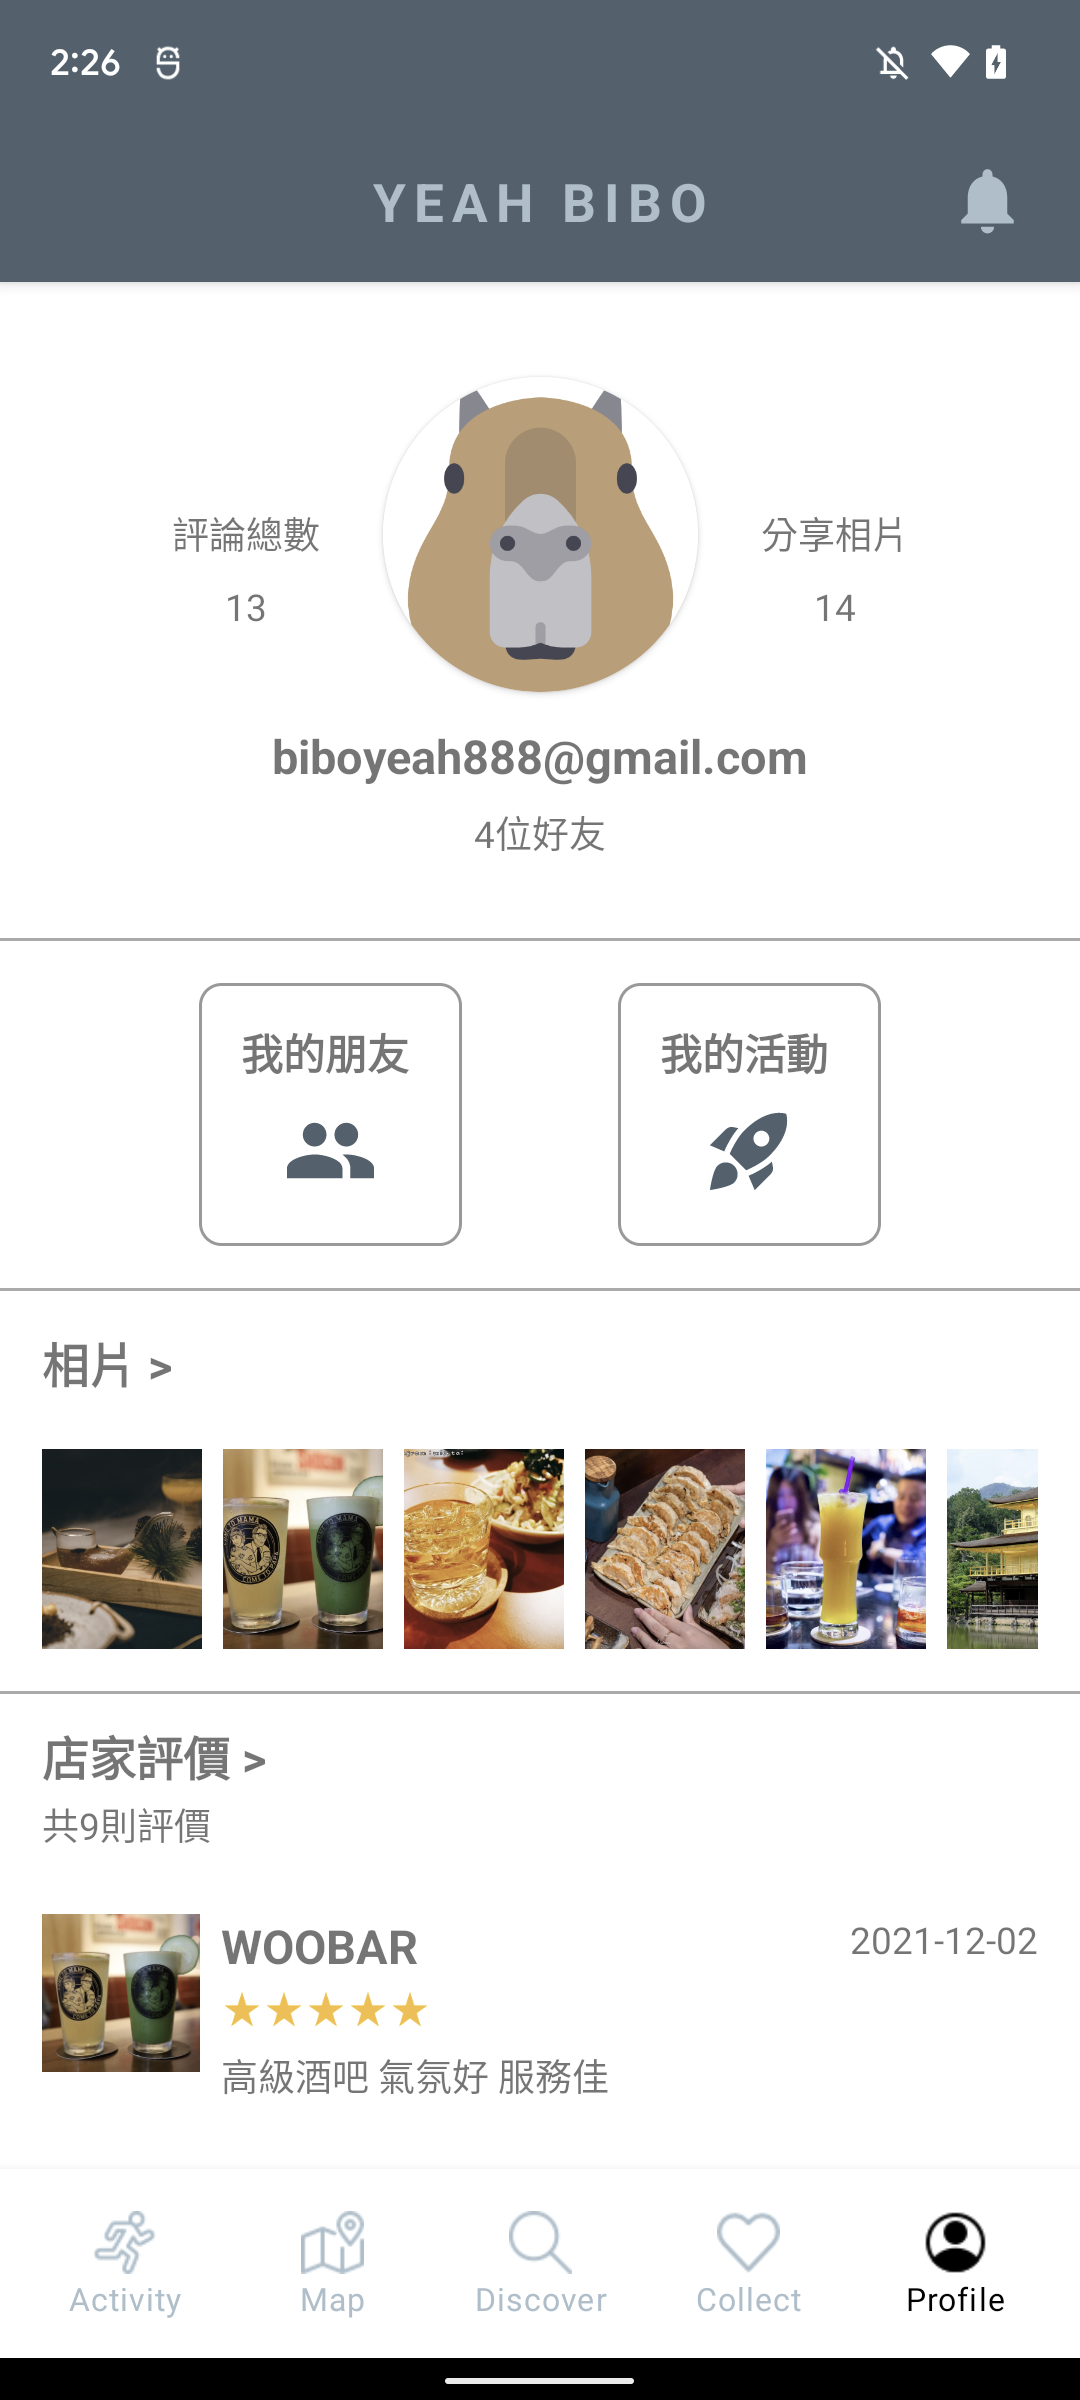 2:26
YEAH BIBO
評論總數
13
分享相片
14
biboyeah888@gmail.com
4位好友
我的朋友
我的活動
相片 >
店家評價 >
共9則評價
WOOBAR
2021-12-02
★★★★★
高級酒吧 氣氛好 服務佳
Activity
Map
Discover
Collect
Profile